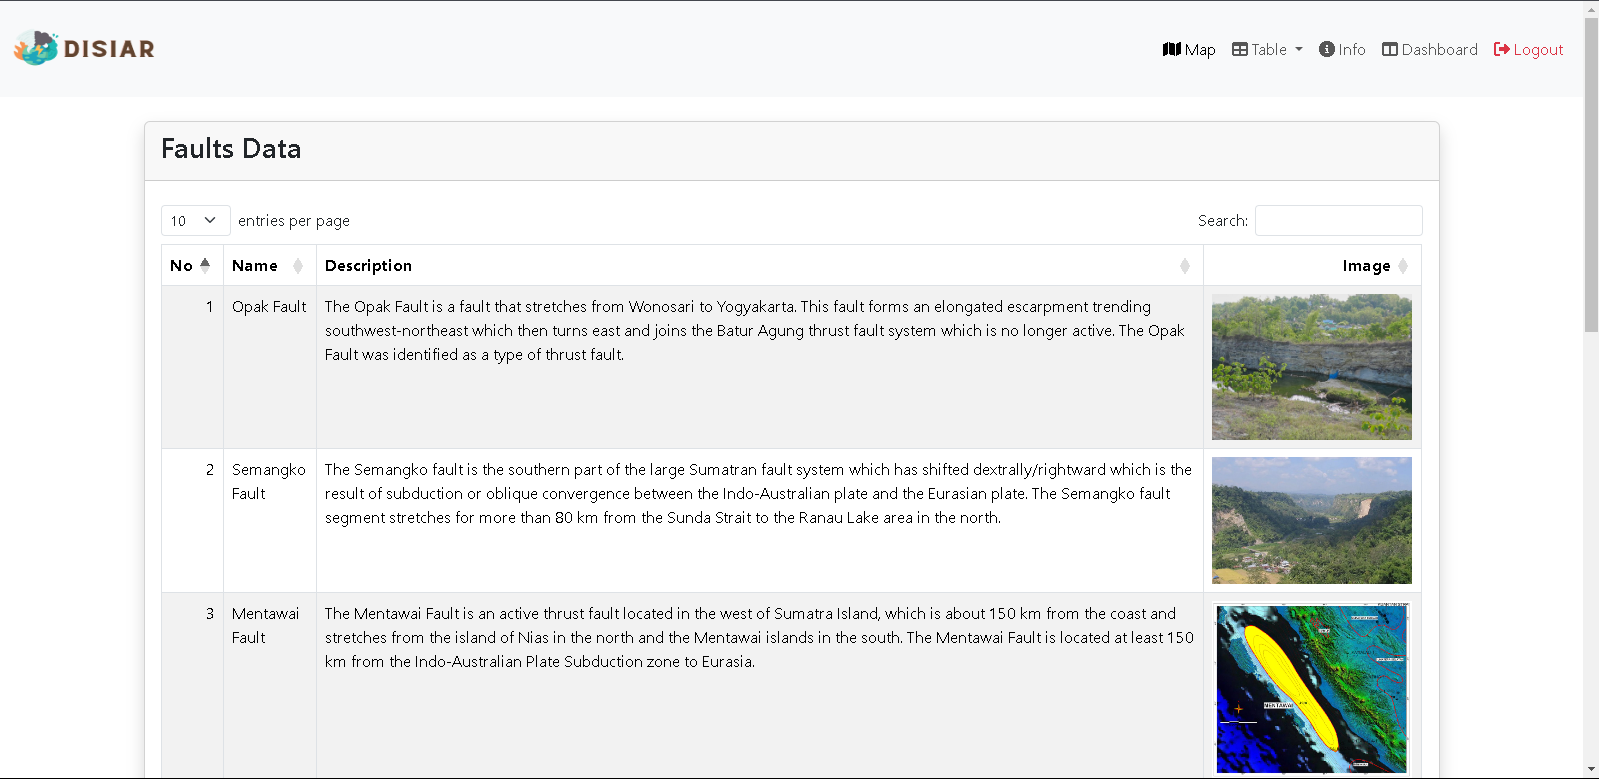 DISIAR
Map Table Info Dashboard Logout
Faults Data
10 entries per page
Search:
No Name Description Image
1 Opak Fault The Opak Fault is a fault that stretches from Wonosari to Yogyakarta. This fault forms an elongated escarpment trending
southwest-northeast which then turns east and joins the Batur Agung thrust fault system which is no longer active. The Opak
Fault was identified as a type of thrust fault.
2 Semangko The Semangko fault is the southern part of the large Sumatran fault system which has shifted dextrally/rightward which is the
Fault result of subduction or oblique convergence between the Indo-Australian plate and the Eurasian plate. The Semangko fault
segment stretches for more than 80 km from the Sunda Strait to the Ranau Lake area in the north.
3 Mentawai The Mentawai Fault is an active thrust fault located in the west of Sumatra Island, which is about 150 km from the coast and
Fault stretches from the island of Nias in the north and the Mentawai islands in the south. The Mentawai Fault is located at least 150
km from the Indo-Australian Plate Subduction zone to Eurasia.
MENTAWAI